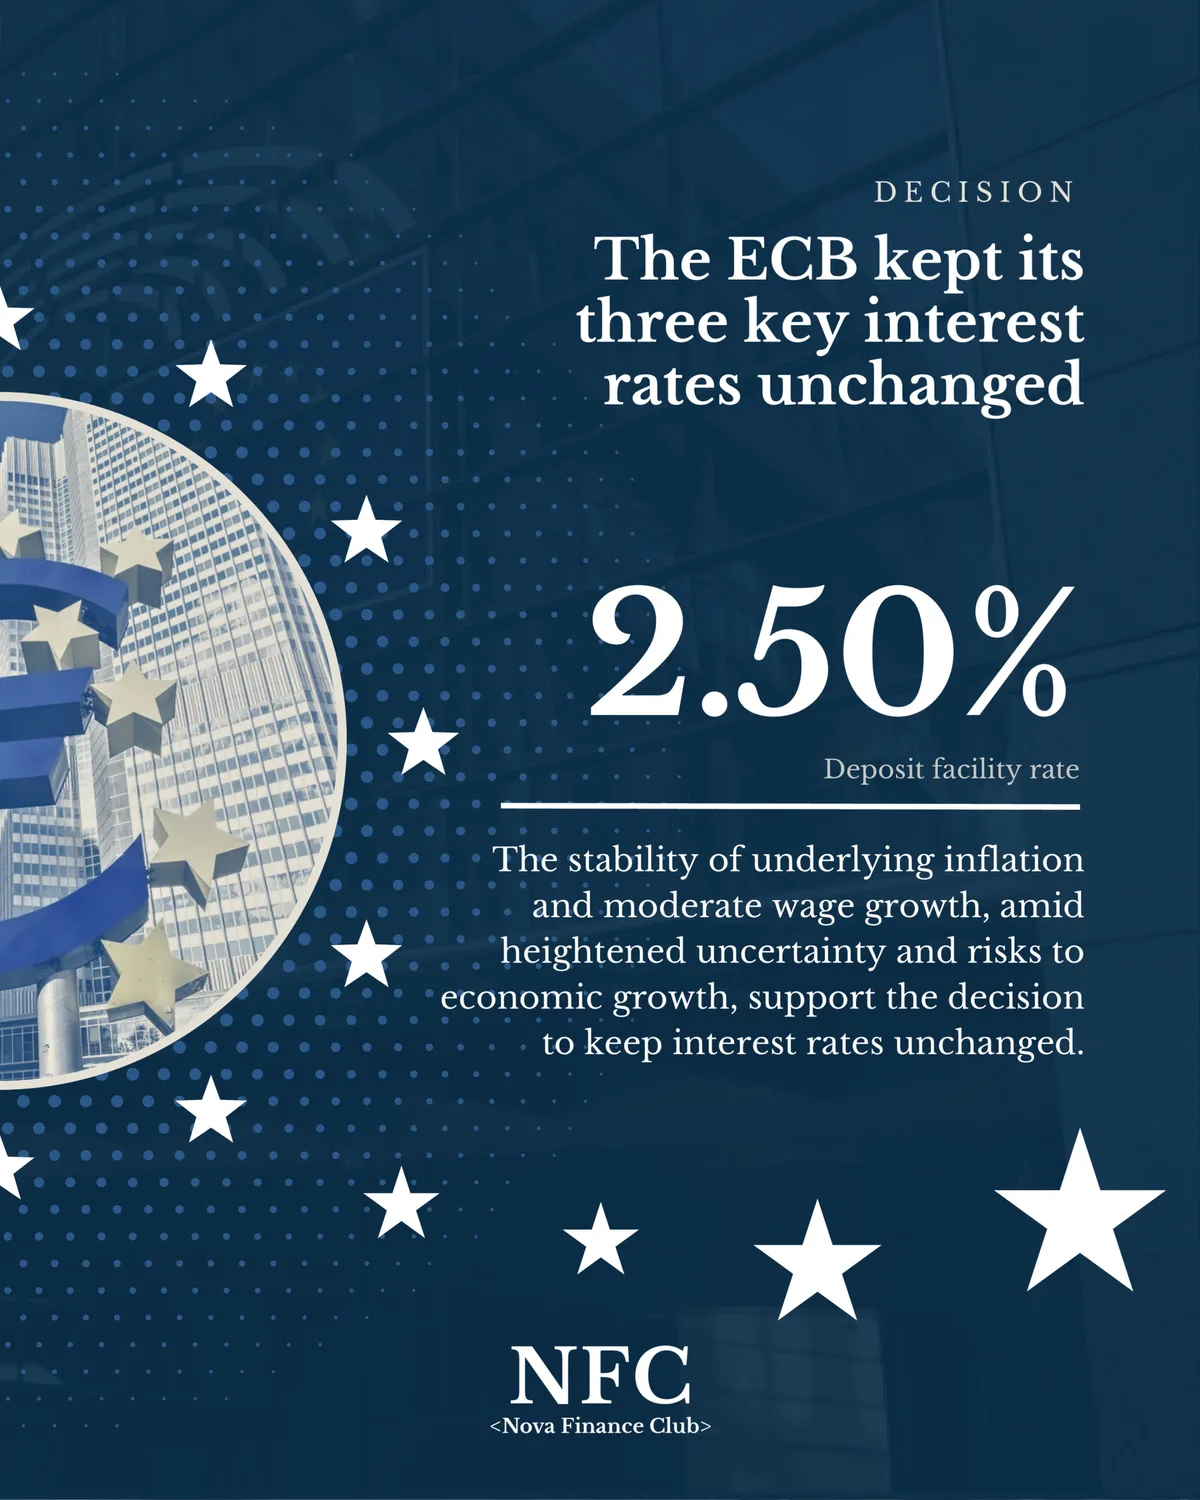 DECISION
The ECB kept its
three key interest
rates unchanged
2.50%
Deposit facility rate
The stability of underlying inflation
and moderate wage growth, amid
heightened uncertainty and risks to
economic growth, support the decision
to keep interest rates unchanged.
NFC
<Nova Finance Club>